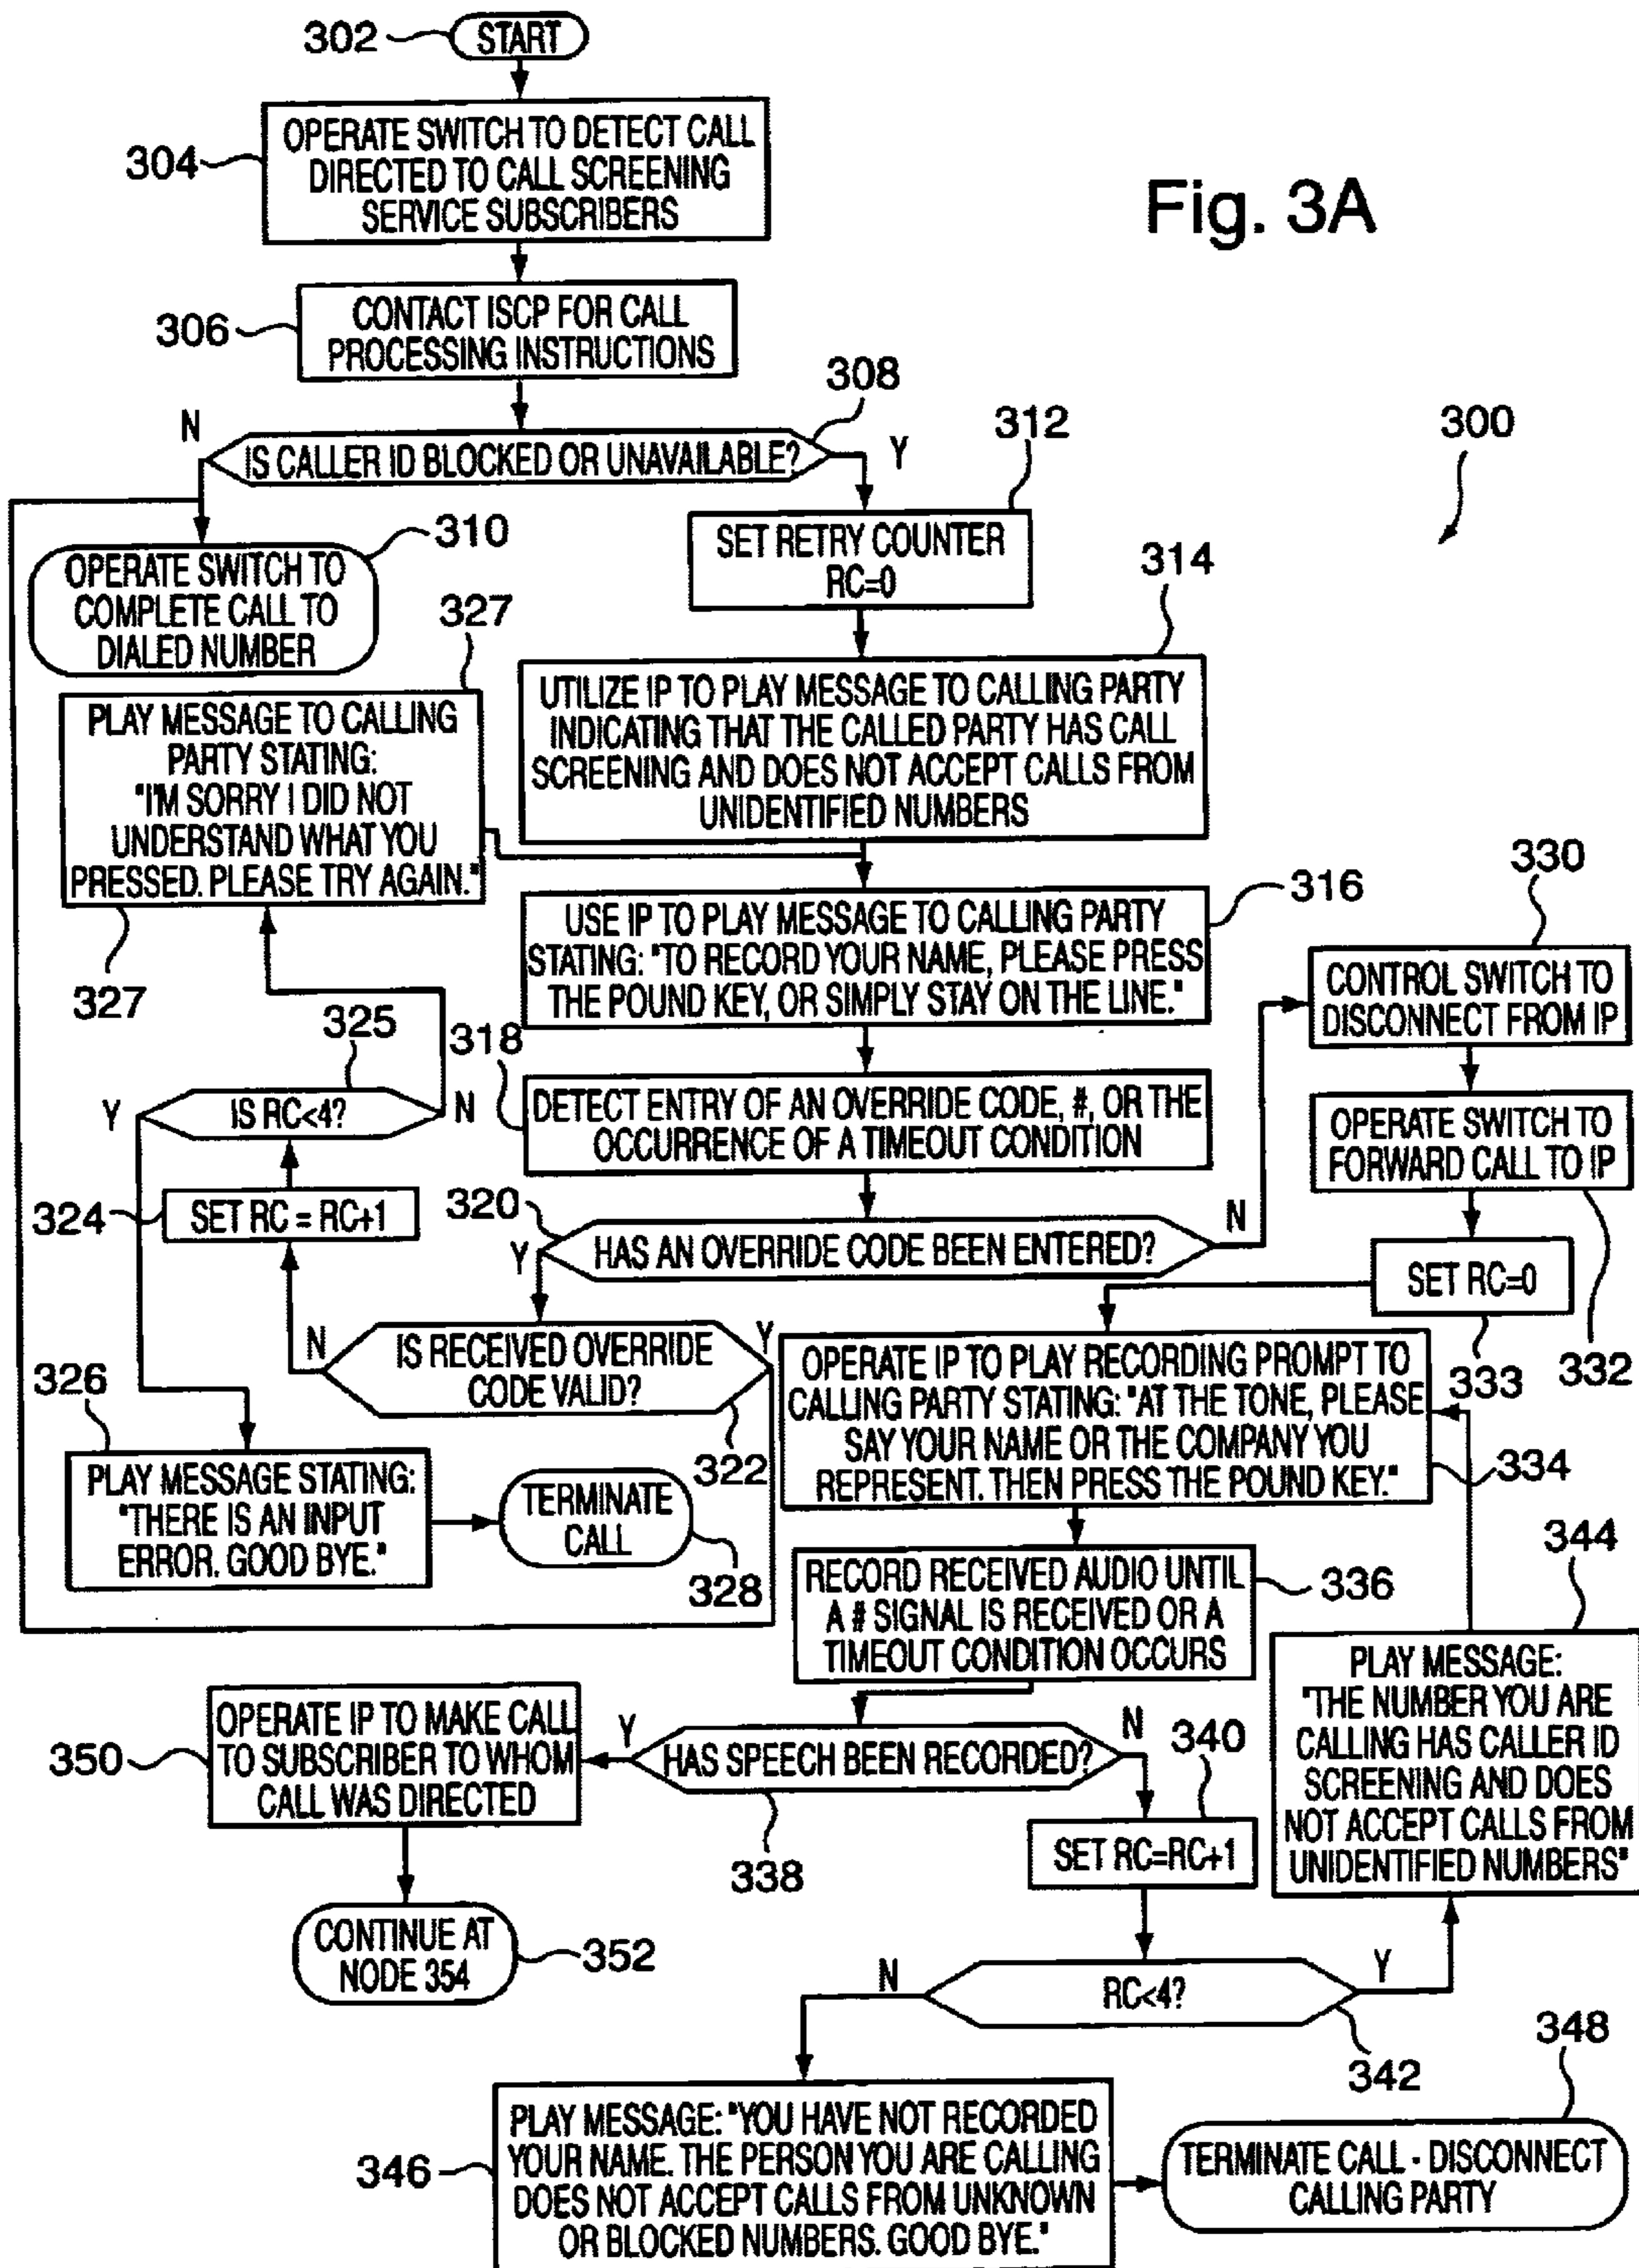 302
START
304
OPERATE SWITCH TO DETECT CALL
DIRECTED TO CALL SCREENING
SERVICE SUBSCRIBERS
Fig. 3A
306
CONTACT ISCP FOR CALL
PROCESSING INSTRUCTIONS
308
N
IS CALLER ID BLOCKED OR UNAVAILABLE?
Y
312
300
310
OPERATE SWITCH TO
COMPLETE CALL TO
DIALED NUMBER
SET RETRY COUNTER
RC=0
314
327
PLAY MESSAGE TO CALLING
PARTY STATING:
"I'M SORRY I DID NOT
UNDERSTAND WHAT YOU
PRESSED. PLEASE TRY AGAIN."
327
UTILIZE IP TO PLAY MESSAGE TO CALLING PARTY
INDICATING THAT THE CALLED PARTY HAS CALL
SCREENING AND DOES NOT ACCEPT CALLS FROM
UNIDENTIFIED NUMBERS
316
USE IP TO PLAY MESSAGE TO CALLING PARTY
STATING: "TO RECORD YOUR NAME, PLEASE PRESS
THE POUND KEY, OR SIMPLY STAY ON THE LINE."
330
CONTROL SWITCH TO
DISCONNECT FROM IP
325
318
Y
IS RC<4?
N
DETECT ENTRY OF AN OVERRIDE CODE, #, OR THE
OCCURRENCE OF A TIMEOUT CONDITION
OPERATE SWITCH TO
FORWARD CALL TO IP
332
324
SET RC = RC+1
320
Y
HAS AN OVERRIDE CODE BEEN ENTERED?
N
SET RC=0
333
N
IS RECEIVED OVERRIDE
CODE VALID?
Y
322
326
PLAY MESSAGE STATING:
"THERE IS AN INPUT
ERROR. GOOD BYE."
TERMINATE
CALL
328
OPERATE IP TO PLAY RECORDING PROMPT TO
CALLING PARTY STATING: "AT THE TONE, PLEASE
SAY YOUR NAME OR THE COMPANY YOU
REPRESENT. THEN PRESS THE POUND KEY."
334
RECORD RECEIVED AUDIO UNTIL
A # SIGNAL IS RECEIVED OR A
TIMEOUT CONDITION OCCURS
336
344
PLAY MESSAGE:
"THE NUMBER YOU ARE
CALLING HAS CALLER ID
SCREENING AND DOES
NOT ACCEPT CALLS FROM
UNIDENTIFIED NUMBERS"
350
OPERATE IP TO MAKE CALL
TO SUBSCRIBER TO WHOM
CALL WAS DIRECTED
Y
HAS SPEECH BEEN RECORDED?
N
338
340
SET RC=RC+1
CONTINUE AT
NODE 354
352
N
RC<4?
Y
342
346
PLAY MESSAGE: "YOU HAVE NOT RECORDED
YOUR NAME. THE PERSON YOU ARE CALLING
DOES NOT ACCEPT CALLS FROM UNKNOWN
OR BLOCKED NUMBERS. GOOD BYE."
348
TERMINATE CALL - DISCONNECT
CALLING PARTY